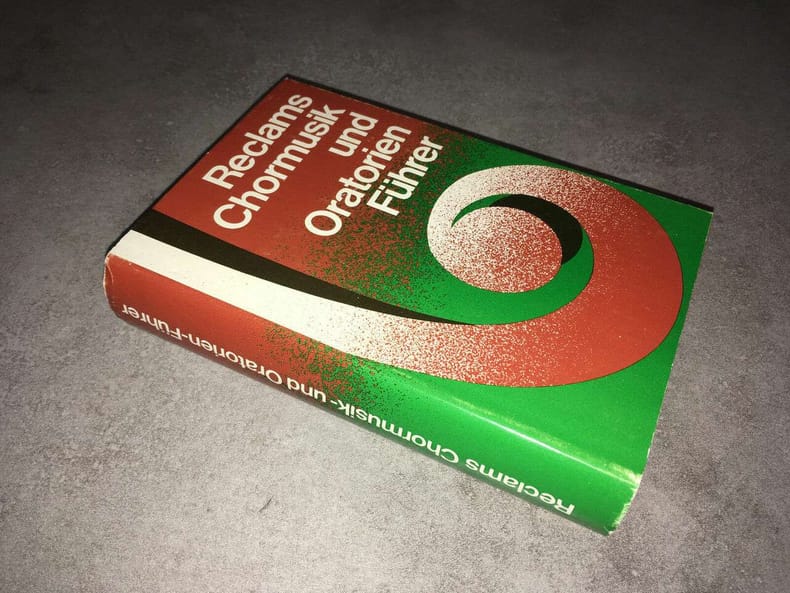 Reclams
Chormusik
und
Oratorien
Führer
Reclams Chormusik- und Oratorien-Führer